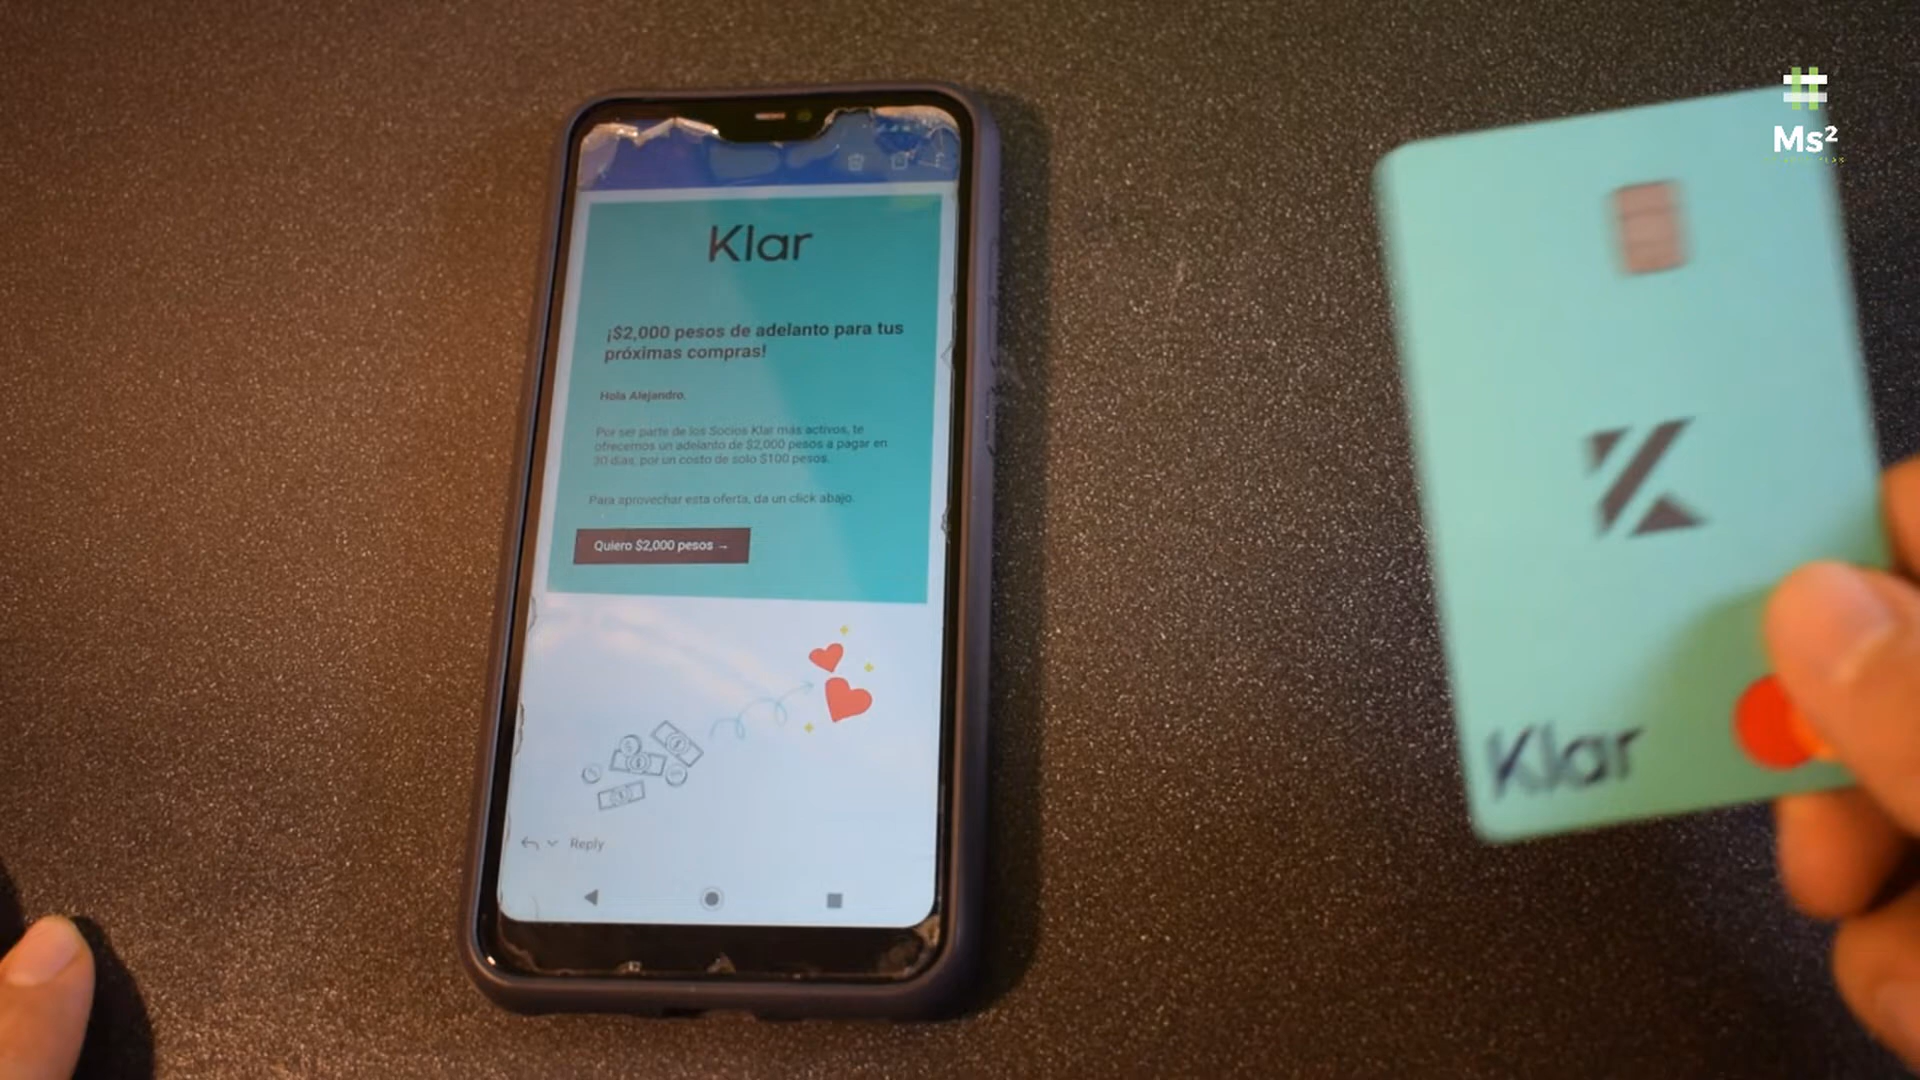 Klar
¡$2,000 pesos de adelanto para tus
próximas compras!
Hola Alejandro,
Por ser parte de los Socios Klar más activos, te
ofrecemos un adelanto de $2,000 pesos a pagar en
30 días, por un costo de solo $100 pesos.
Para aprovechar esta oferta, da un click abajo.
Quiero $2,000 pesos →
Reply
Klar
Ms²